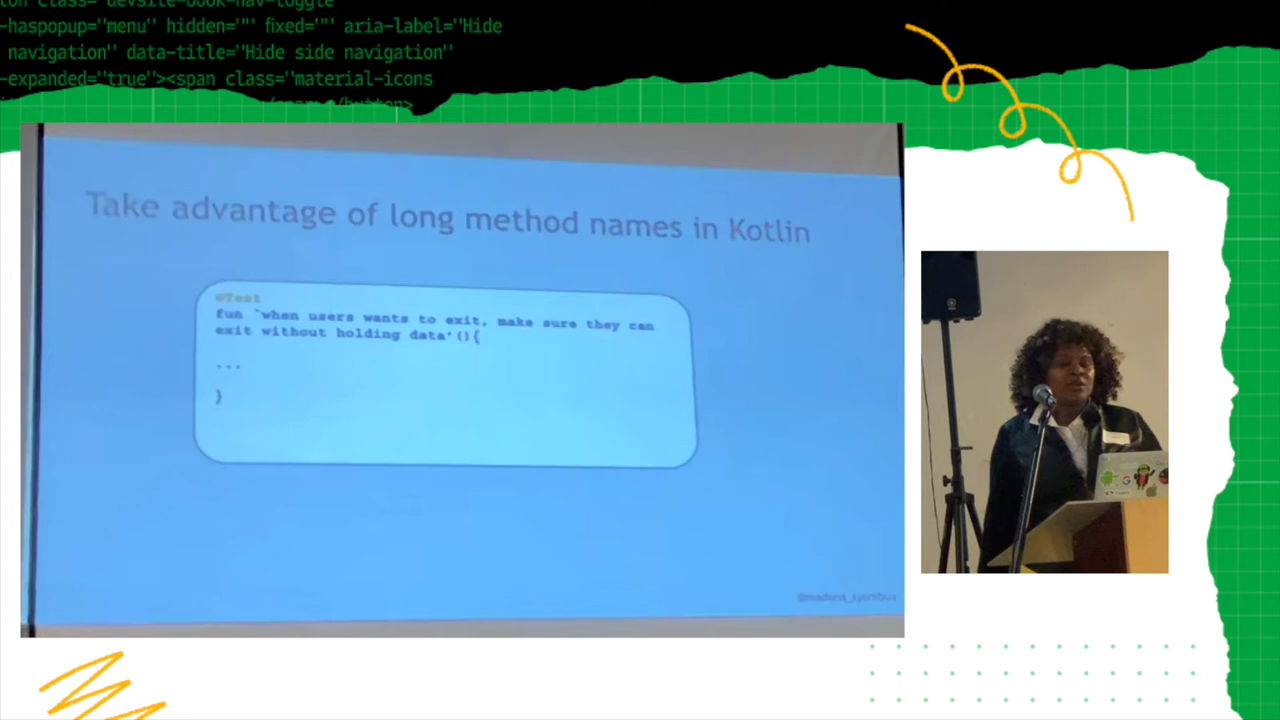 -haspopup="menu" hidden="" fixed="" aria-label="Hide
navigation" data-title="Hide side navigation"
-expanded="true"><span class="material-icons
Take advantage of long method names in Kotlin
@Test
fun `when users wants to exit, make sure they can
exit without holding data`(){
...
}